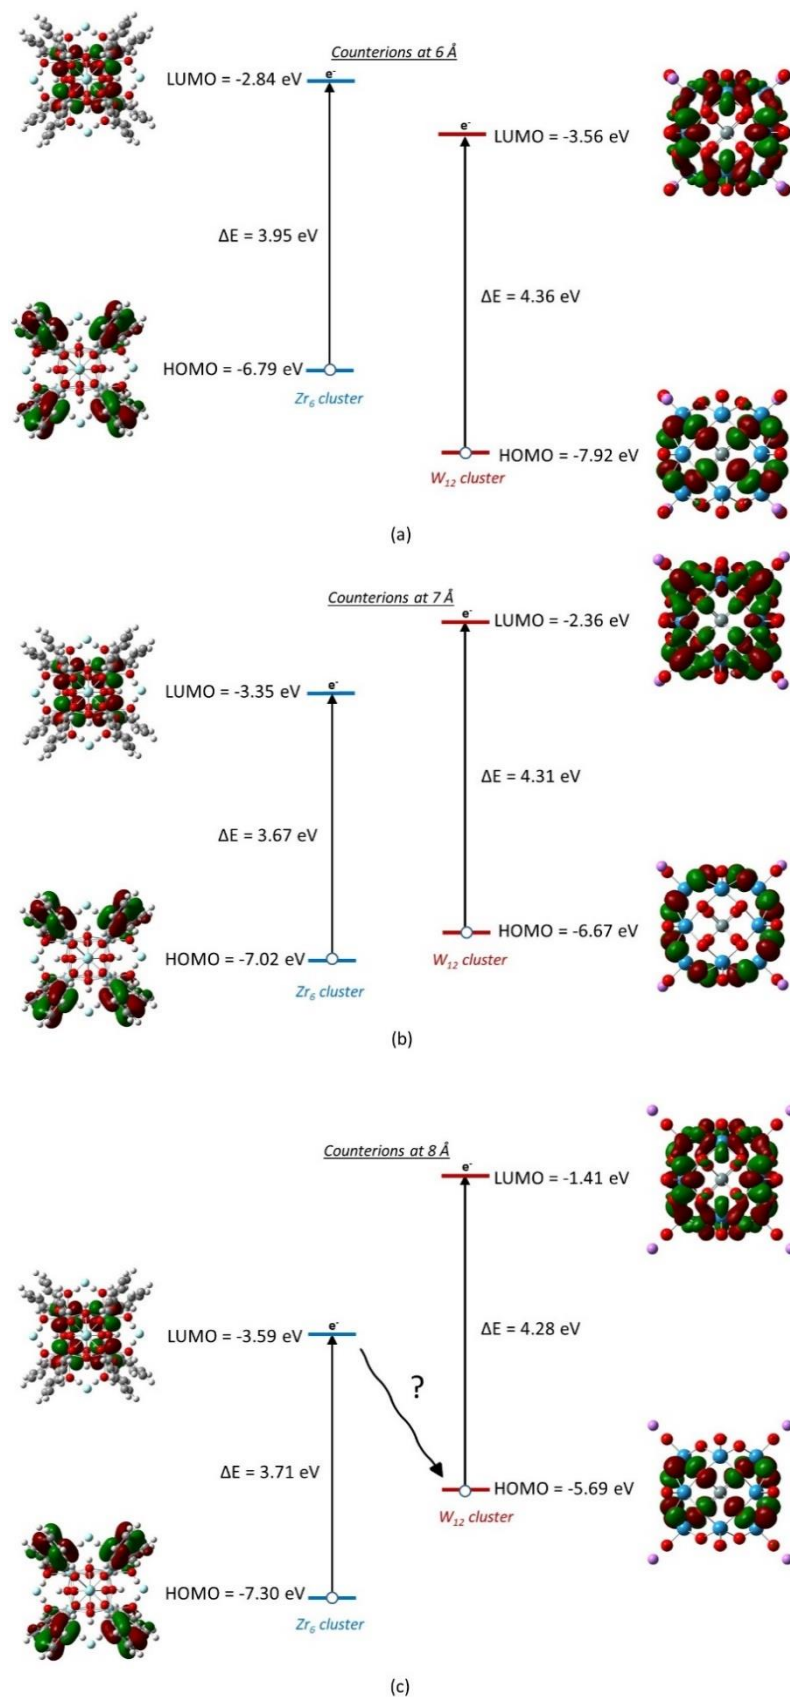 Counterions at 6 Å
LUMO = -2.84 eV
e-
e-
LUMO = -3.56 eV
ΔE = 3.95 eV
ΔE = 4.36 eV
HOMO = -6.79 eV
Zr₆ cluster
HOMO = -7.92 eV
W₁₂ cluster
(a)
Counterions at 7 Å
e-
LUMO = -2.36 eV
LUMO = -3.35 eV
e-
ΔE = 4.31 eV
ΔE = 3.67 eV
HOMO = -6.67 eV
W₁₂ cluster
HOMO = -7.02 eV
Zr₆ cluster
(b)
Counterions at 8 Å
e-
LUMO = -1.41 eV
LUMO = -3.59 eV
e-
ΔE = 4.28 eV
?
ΔE = 3.71 eV
HOMO = -5.69 eV
W₁₂ cluster
HOMO = -7.30 eV
Zr₆ cluster
(c)